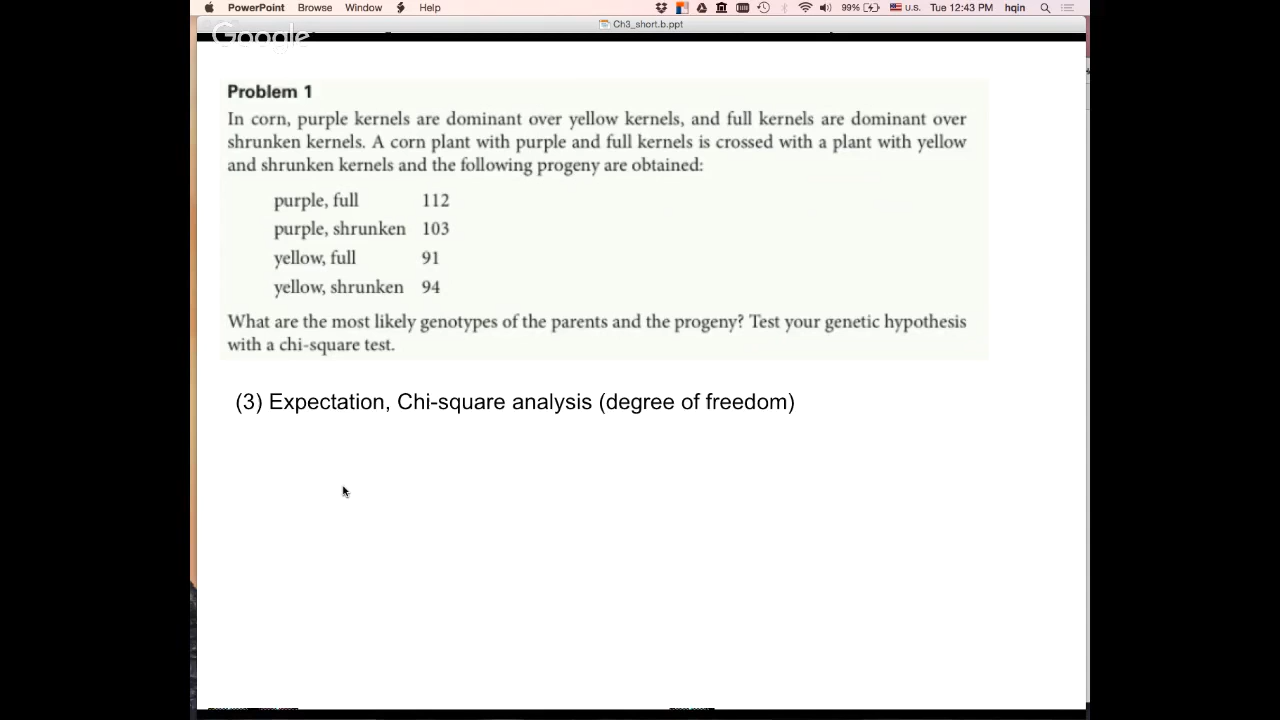 PowerPoint Browse Window Help 99% U.S. Tue 12:43 PM hqin
Ch3_short.b.ppt
Google
Problem 1
In corn, purple kernels are dominant over yellow kernels, and full kernels are dominant over
shrunken kernels. A corn plant with purple and full kernels is crossed with a plant with yellow
and shrunken kernels and the following progeny are obtained:
purple, full 112
purple, shrunken 103
yellow, full 91
yellow, shrunken 94
What are the most likely genotypes of the parents and the progeny? Test your genetic hypothesis
with a chi-square test.
(3) Expectation, Chi-square analysis (degree of freedom)